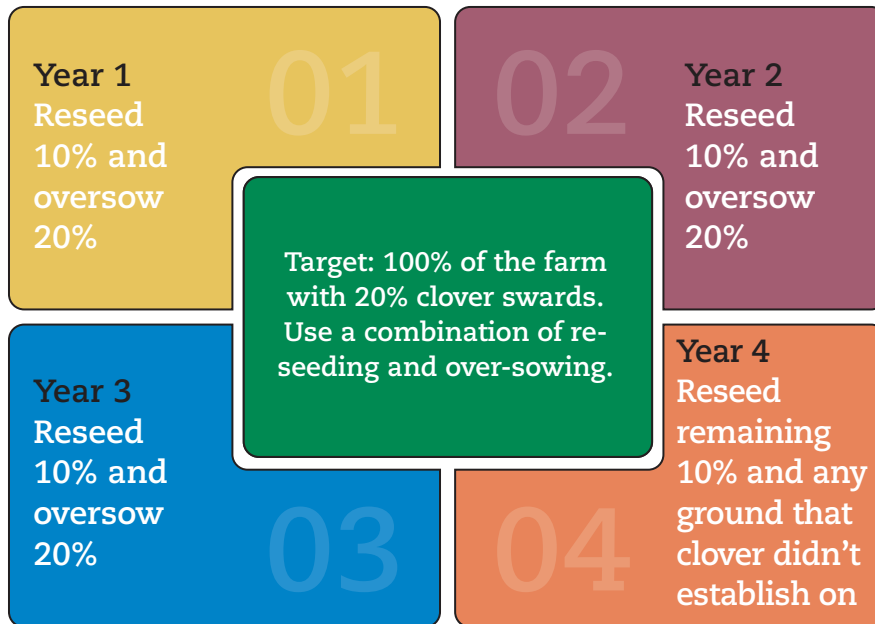 01
Year 1
Reseed
10% and
oversow
20%
02
Year 2
Reseed
10% and
oversow
20%
Target: 100% of the farm
with 20% clover swards.
Use a combination of re-
seeding and over-sowing.
Year 3
Reseed
10% and
oversow
20%
03
Year 4
Reseed
remaining
10% and any
ground that
clover didn’t
establish on
04